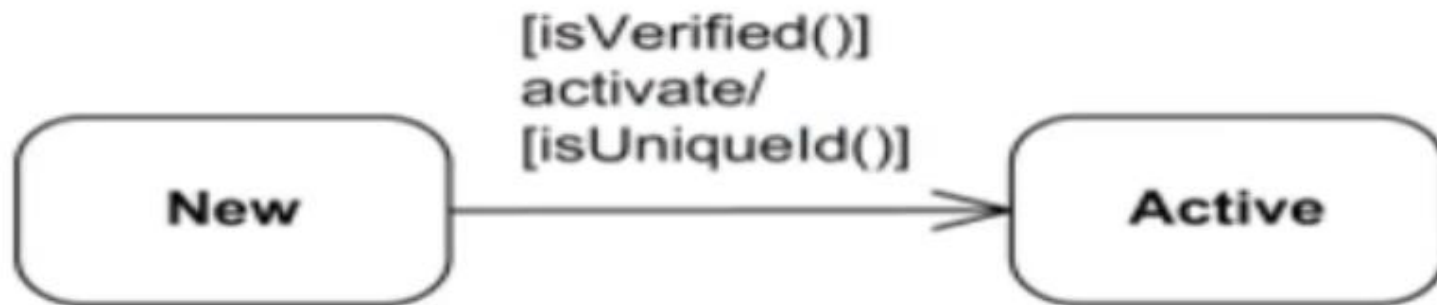 [isVerified()]
activate/
[isUniqueId()]
New
Active